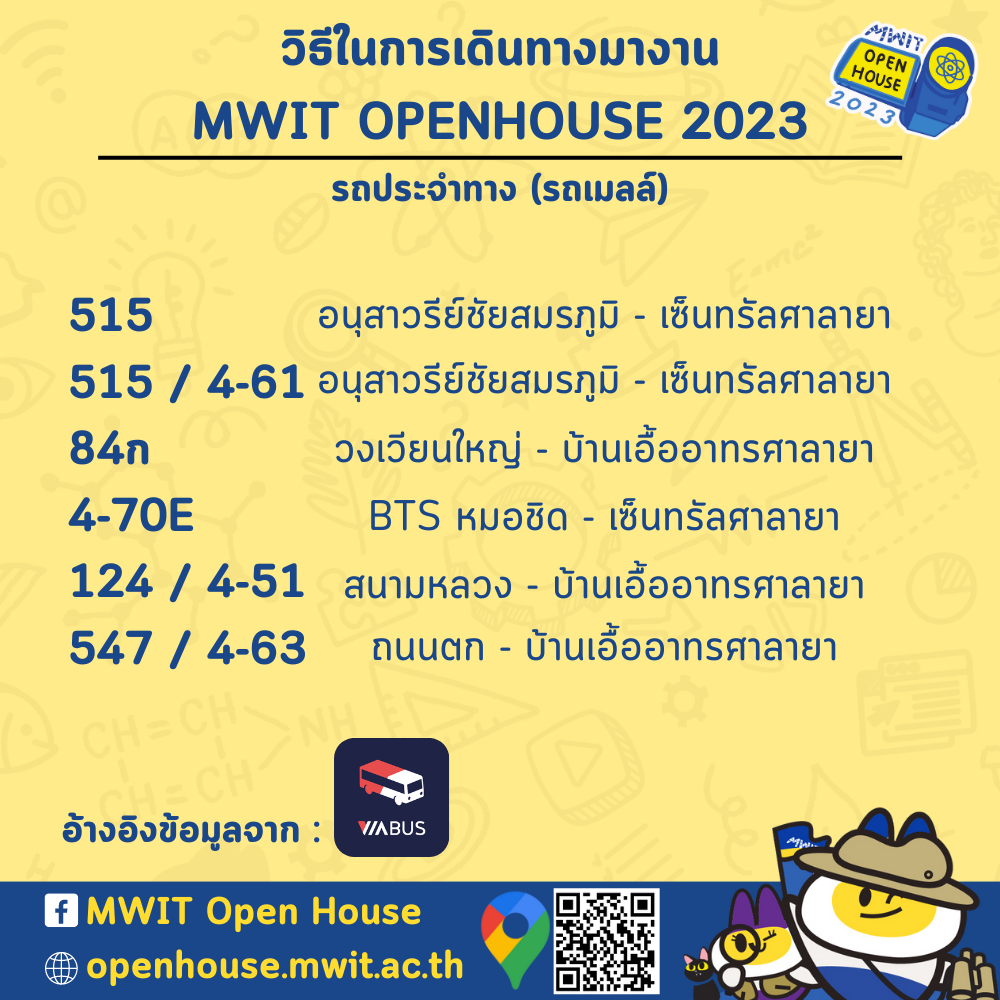 วิธีในการเดินทางมางาน
MWIT OPENHOUSE 2023
MWIT
OPEN
HOUSE
2023
รถประจำทาง (รถเมลล์)
515 อนุสาวรีย์ชัยสมรภูมิ - เซ็นทรัลศาลายา
515 / 4-61 อนุสาวรีย์ชัยสมรภูมิ - เซ็นทรัลศาลายา
84ก วงเวียนใหญ่ - บ้านเอื้ออาทรศาลายา
4-70E BTS หมอชิด - เซ็นทรัลศาลายา
124 / 4-51 สนามหลวง - บ้านเอื้ออาทรศาลายา
547 / 4-63 ถนนตก - บ้านเอื้ออาทรศาลายา
E=mc²
CH=CH
NH
CH=CH
อ้างอิงข้อมูลจาก :
VIABUS
MWIT
MWIT Open House
openhouse.mwit.ac.th